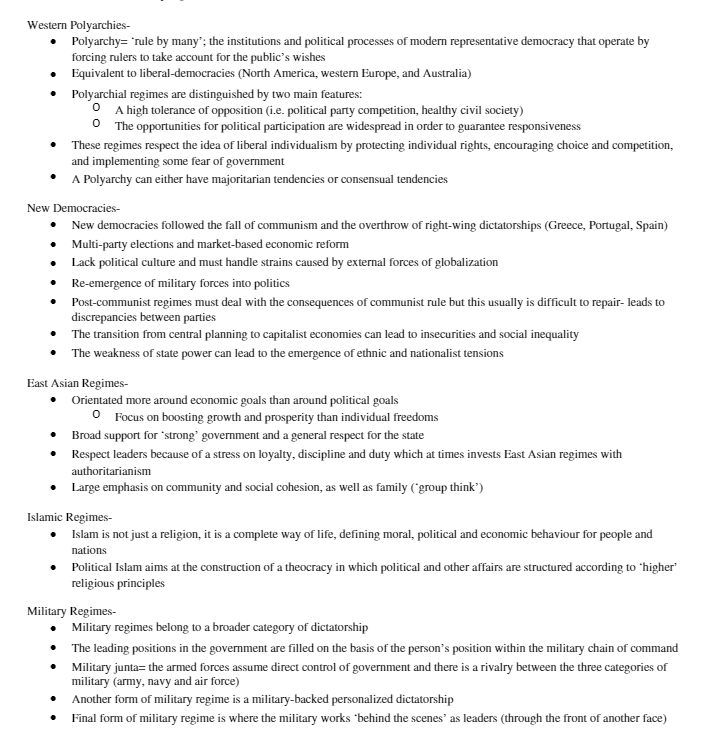 Western Polyarchies-
• Polyarchy= ‘rule by many’; the institutions and political processes of modern representative democracy that operate by
forcing rulers to take account for the public’s wishes
• Equivalent to liberal-democracies (North America, western Europe, and Australia)
• Polyarchial regimes are distinguished by two main features:
o A high tolerance of opposition (i.e. political party competition, healthy civil society)
o The opportunities for political participation are widespread in order to guarantee responsiveness
• These regimes respect the idea of liberal individualism by protecting individual rights, encouraging choice and competition,
and implementing some fear of government
• A Polyarchy can either have majoritarian tendencies or consensual tendencies
New Democracies-
• New democracies followed the fall of communism and the overthrow of right-wing dictatorships (Greece, Portugal, Spain)
• Multi-party elections and market-based economic reform
• Lack political culture and must handle strains caused by external forces of globalization
• Re-emergence of military forces into politics
• Post-communist regimes must deal with the consequences of communist rule but this usually is difficult to repair- leads to
discrepancies between parties
• The transition from central planning to capitalist economies can lead to insecurities and social inequality
• The weakness of state power can lead to the emergence of ethnic and nationalist tensions
East Asian Regimes-
• Orientated more around economic goals than around political goals
o Focus on boosting growth and prosperity than individual freedoms
• Broad support for ‘strong’ government and a general respect for the state
• Respect leaders because of a stress on loyalty, discipline and duty which at times invests East Asian regimes with
authoritarianism
• Large emphasis on community and social cohesion, as well as family (‘group think’)
Islamic Regimes-
• Islam is not just a religion, it is a complete way of life, defining moral, political and economic behaviour for people and
nations
• Political Islam aims at the construction of a theocracy in which political and other affairs are structured according to ‘higher’
religious principles
Military Regimes-
• Military regimes belong to a broader category of dictatorship
• The leading positions in the government are filled on the basis of the person’s position within the military chain of command
• Military junta= the armed forces assume direct control of government and there is a rivalry between the three categories of
military (army, navy and air force)
• Another form of military regime is a military-backed personalized dictatorship
• Final form of military regime is where the military works ‘behind the scenes’ as leaders (through the front of another face)